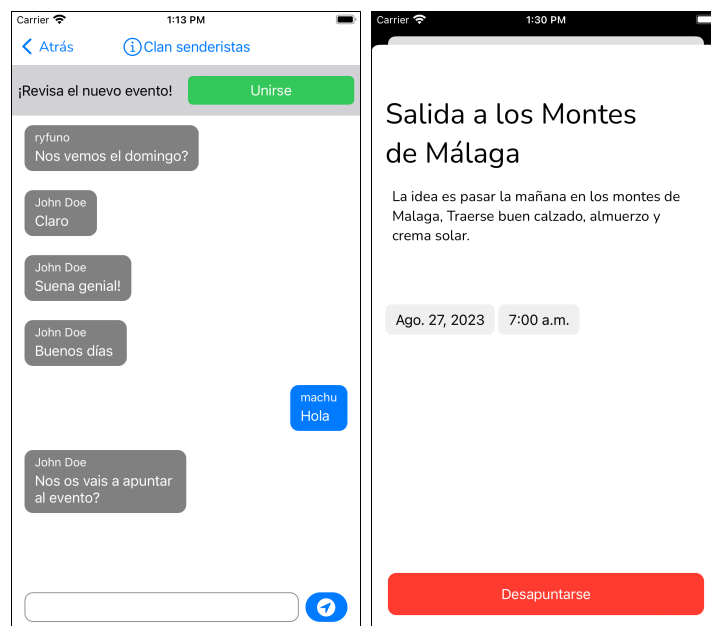 Carrier 1:13 PM
Atrás
Clan senderistas
¡Revisa el nuevo evento! Unirse
ryfuno
Nos vemos el domingo?
John Doe
Claro
John Doe
Suena genial!
John Doe
Buenos días
machu
Hola
John Doe
Nos os vais a apuntar
al evento?
Carrier 1:30 PM
Salida a los Montes
de Málaga
La idea es pasar la mañana en los montes de
Malaga, Traerse buen calzado, almuerzo y
crema solar.
Ago. 27, 2023 7:00 a.m.
Desapuntarse